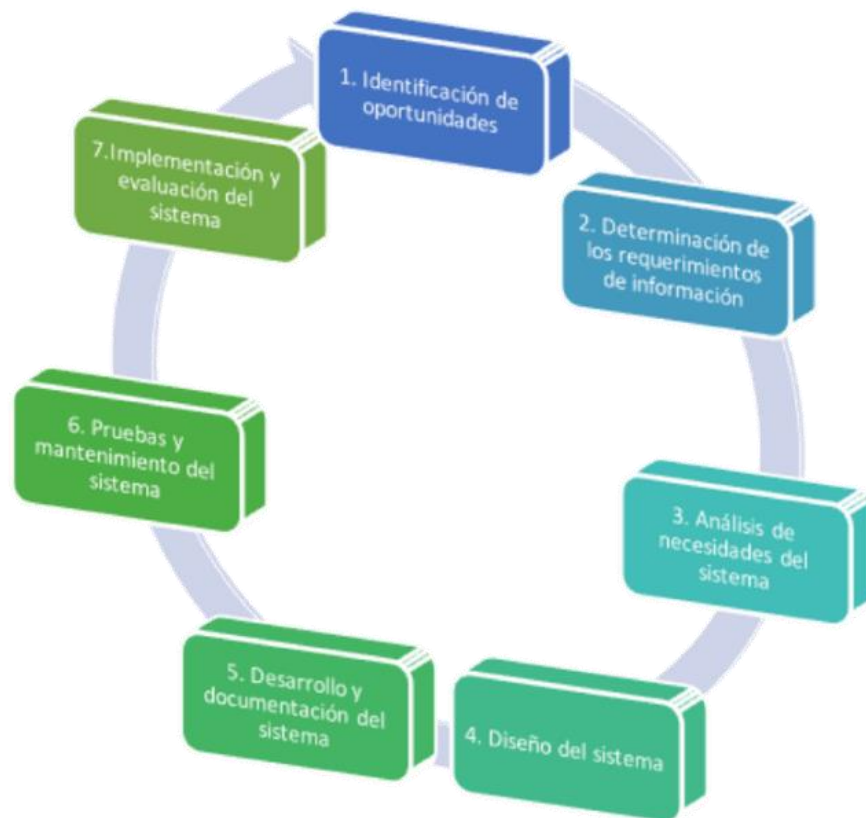 1. Identificación de
oportunidades
2. Determinación de
los requerimientos
de información
3. Análisis de
necesidades del
sistema
4. Diseño del sistema
5. Desarrollo y
documentación del
sistema
6. Pruebas y
mantenimiento del
sistema
7.Implementación y
evaluación del
sistema